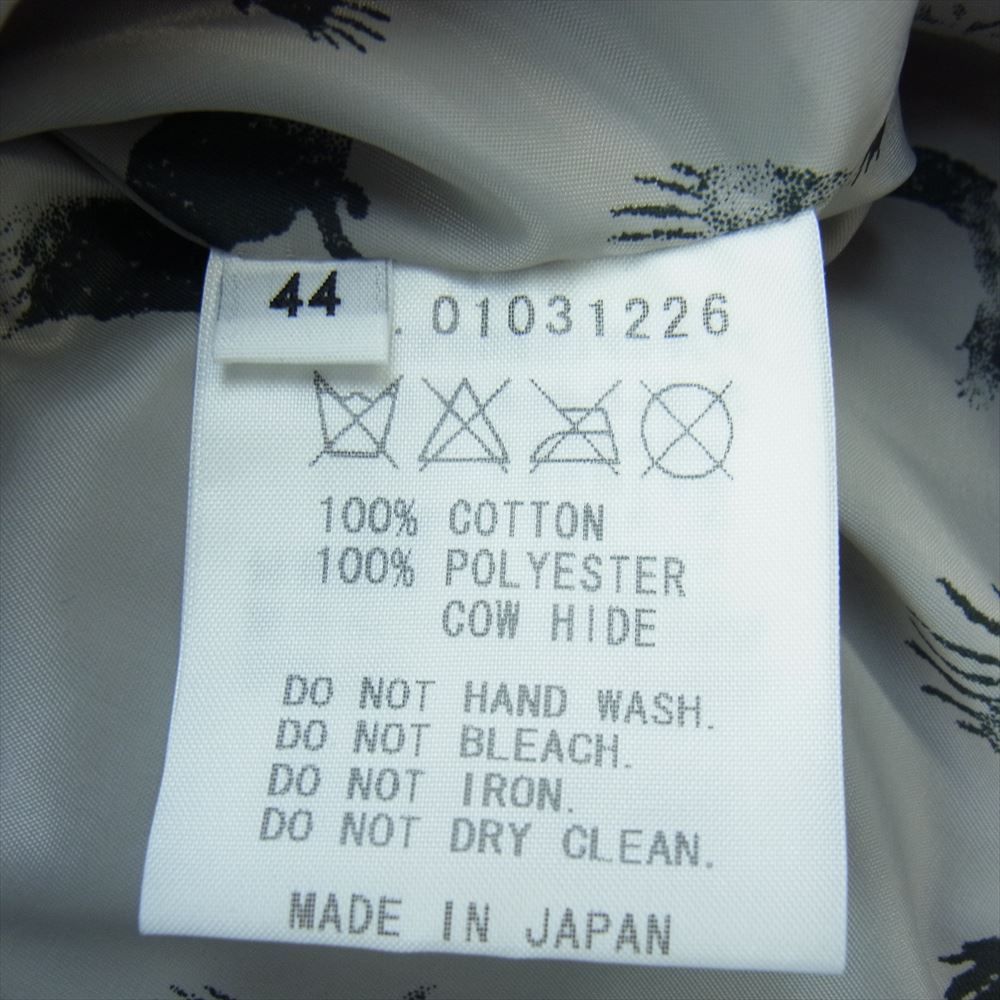 44
. 01031226
100% COTTON
100% POLYESTER
COW HIDE
DO NOT HAND WASH.
DO NOT BLEACH.
DO NOT IRON.
DO NOT DRY CLEAN.
MADE IN JAPAN